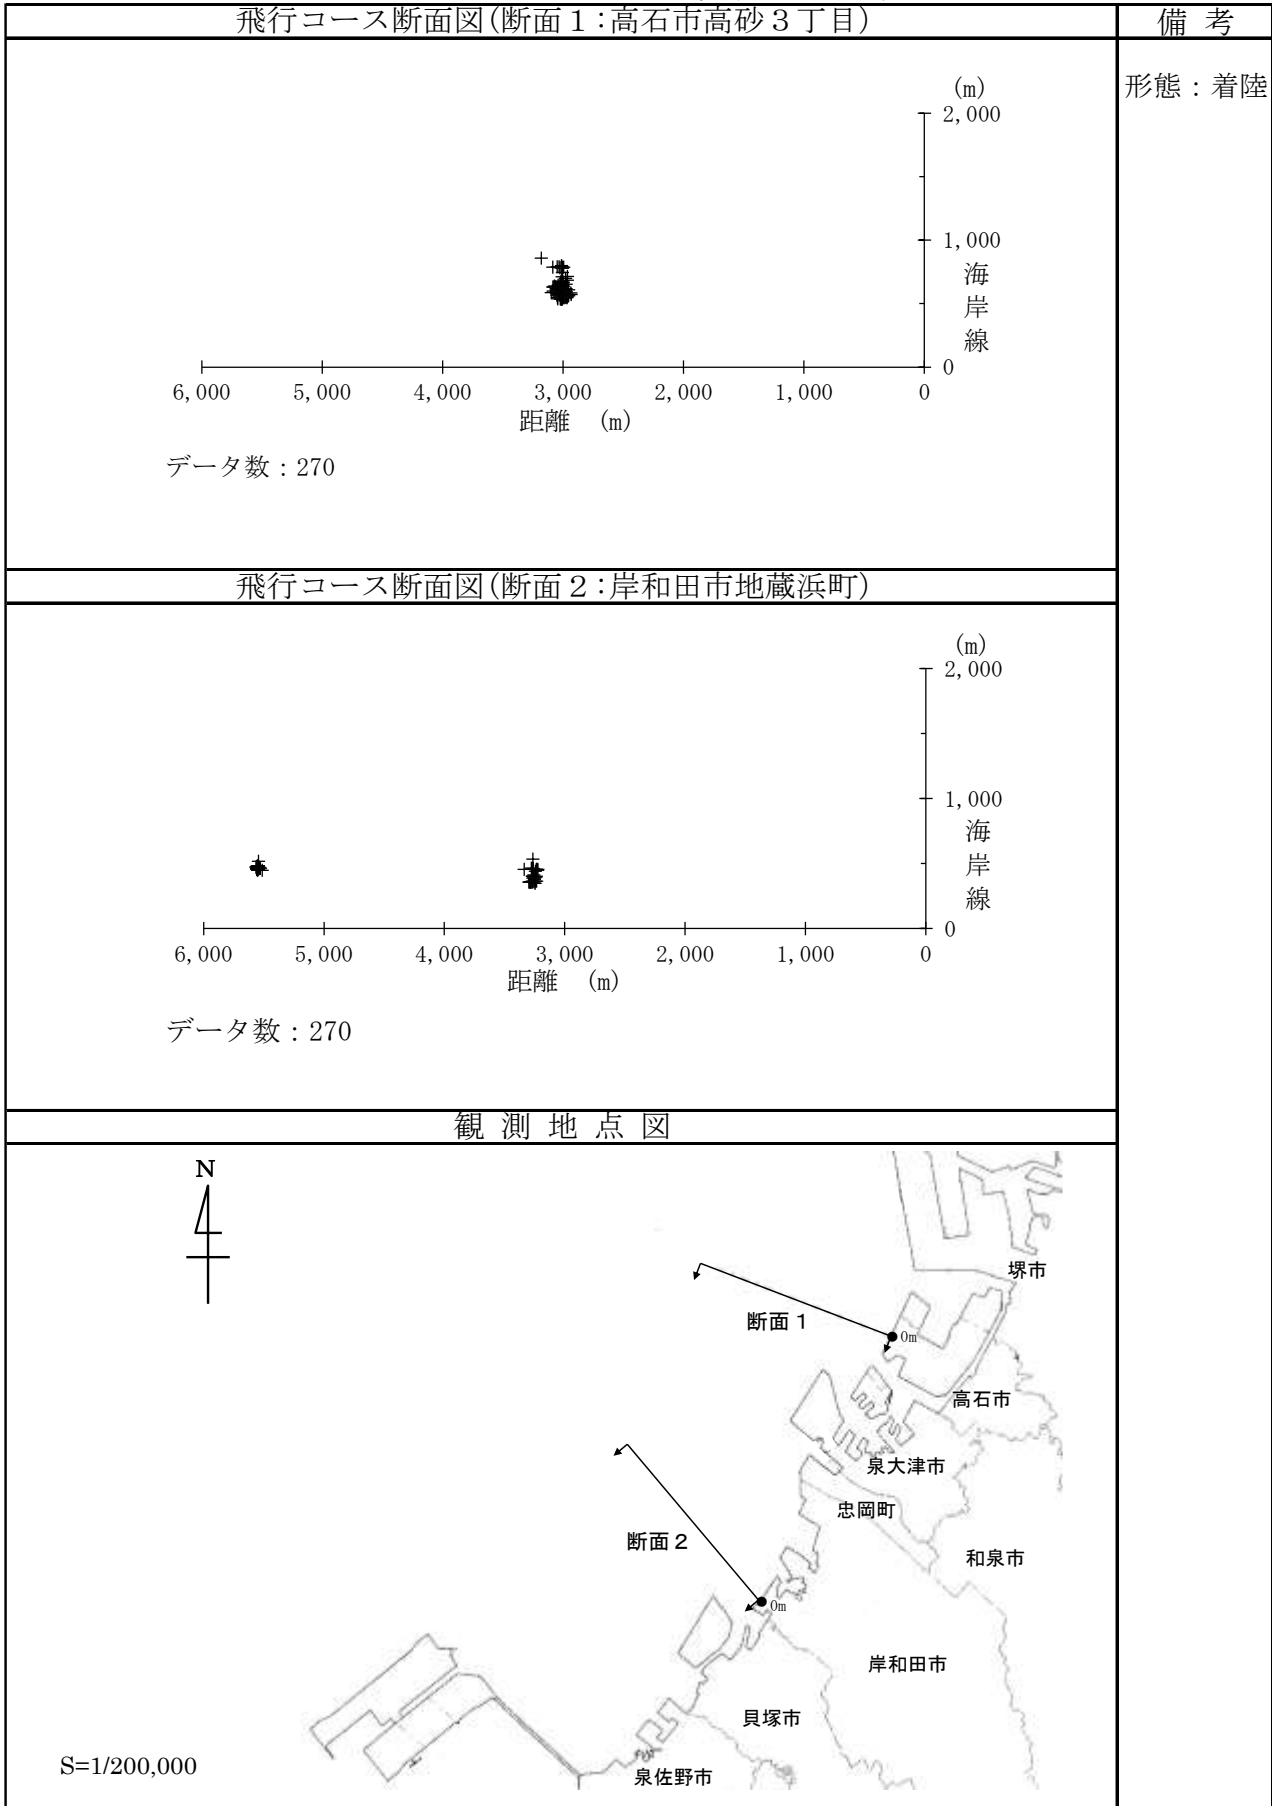 飛行コース断面図(断面1:高石市高砂3丁目)
備 考
形態：着陸
(m)
2,000
1,000
海岸線
0
6,000 5,000 4,000 3,000 2,000 1,000 0
距離 (m)
データ数：270
飛行コース断面図(断面2:岸和田市地蔵浜町)
(m)
2,000
1,000
海岸線
0
6,000 5,000 4,000 3,000 2,000 1,000 0
距離 (m)
データ数：270
観 測 地 点 図
N
堺市
断面1
0m
高石市
泉大津市
忠岡町
断面2
和泉市
0m
岸和田市
貝塚市
S=1/200,000
泉佐野市